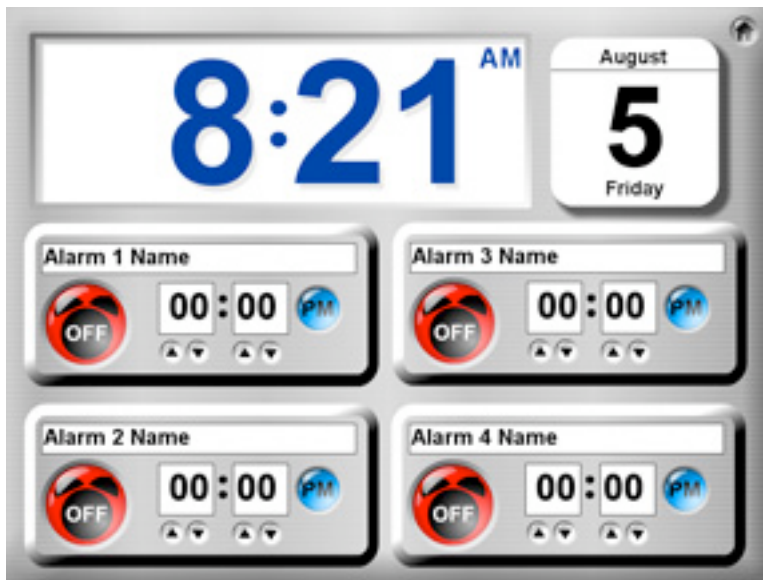 8:21 AM
August
5
Friday
Alarm 1 Name
OFF 00:00 PM
Alarm 3 Name
OFF 00:00 PM
Alarm 2 Name
OFF 00:00 PM
Alarm 4 Name
OFF 00:00 PM